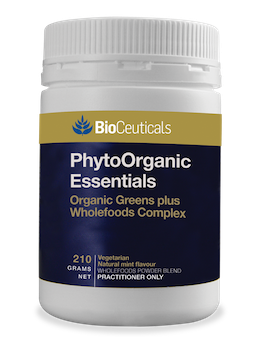 BioCeuticals
PhytoOrganic
Essentials
Organic Greens plus
Wholefoods Complex
210
GRAMS
NET
Vegetarian
Natural mint flavour
WHOLEFOODS POWDER BLEND
PRACTITIONER ONLY